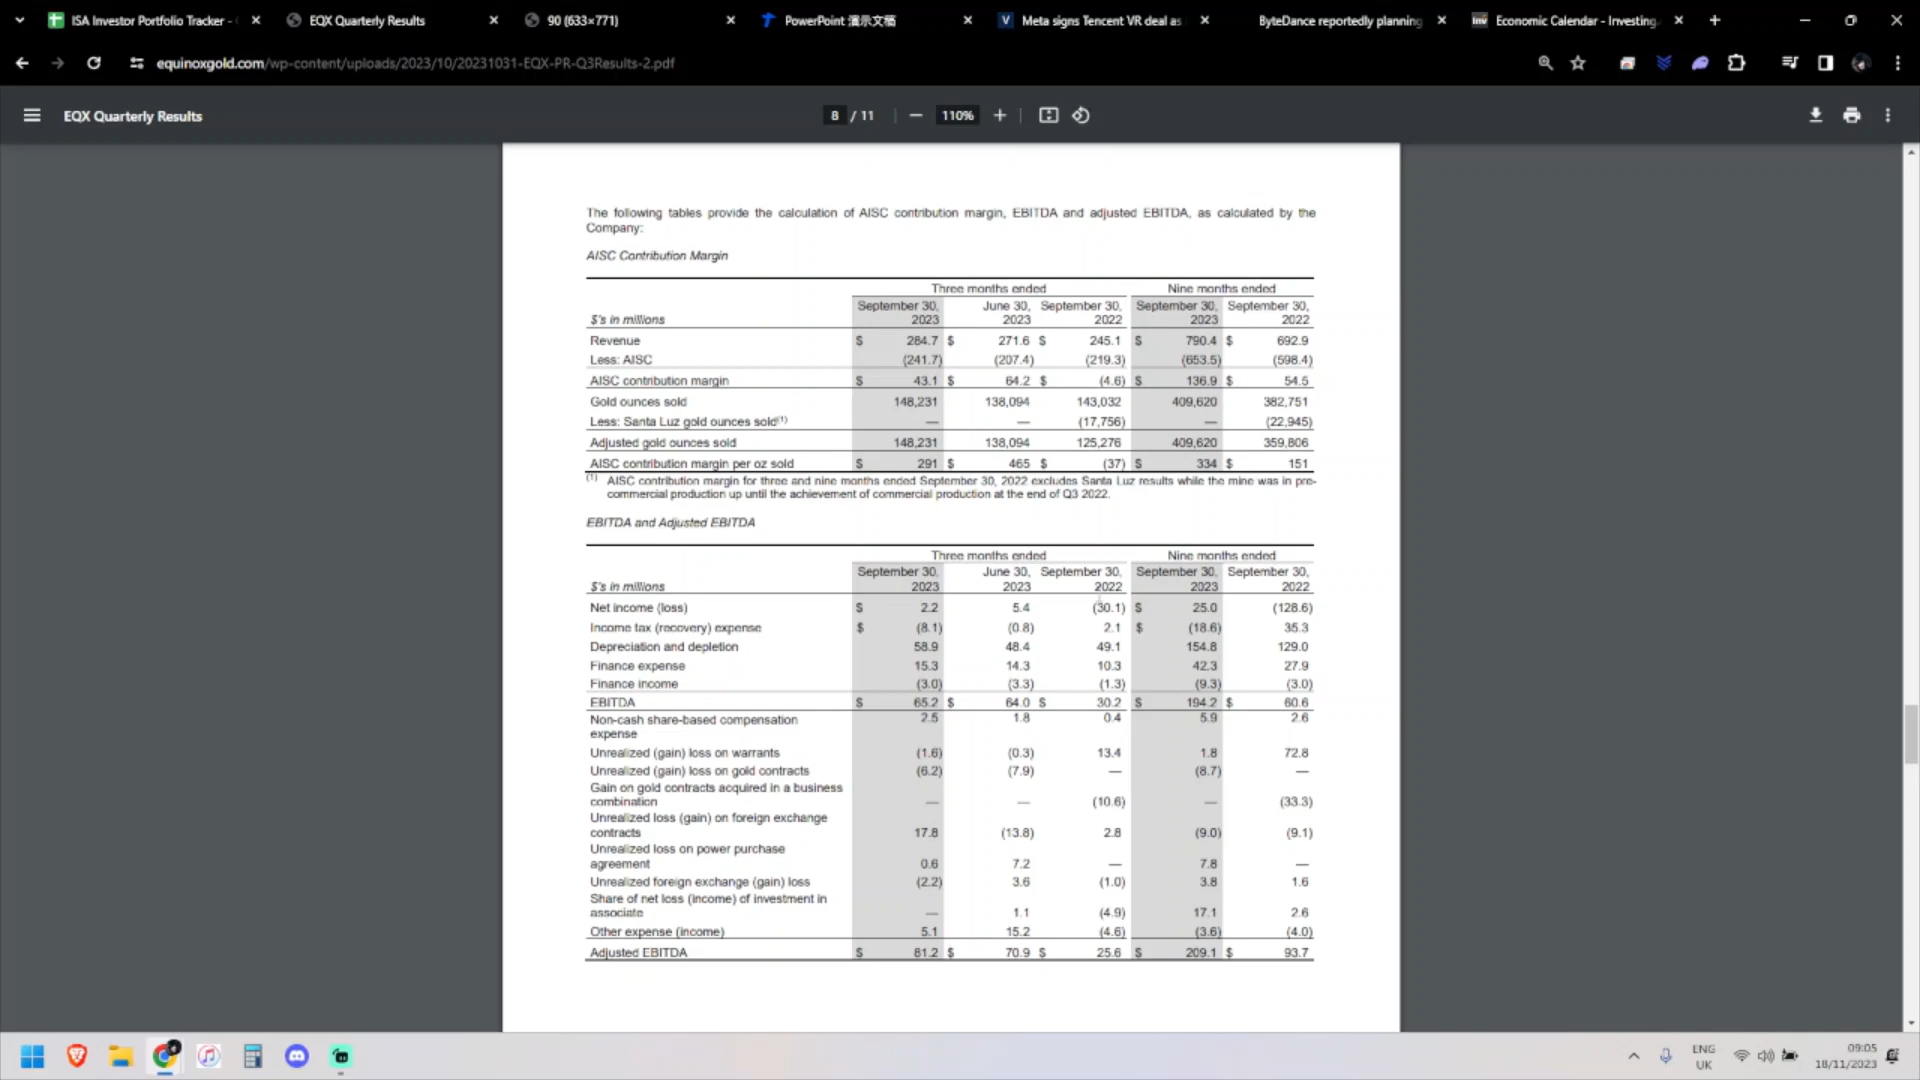 ISA Investor Portfolio Tracker -
EQX Quarterly Results
90 (633×771)
PowerPoint 演示文稿
Meta signs Tencent VR deal as
ByteDance reportedly planning
Economic Calendar - Investing.
equinoxgold.com/wp-content/uploads/2023/10/20231031-EQX-PR-Q3Results-2.pdf
EQX Quarterly Results
8 / 11
110%
The following tables provide the calculation of AISC contribution margin, EBITDA and adjusted EBITDA, as calculated by the
Company:
AISC Contribution Margin
Three months ended Nine months ended
September 30, June 30, September 30, September 30, September 30,
$'s in millions 2023 2023 2022 2023 2022
Revenue $ 284.7 $ 271.6 $ 245.1 $ 790.4 $ 692.9
Less: AISC (241.7) (207.4) (219.3) (653.5) (598.4)
AISC contribution margin $ 43.1 $ 64.2 $ (4.6) $ 136.9 $ 54.5
Gold ounces sold 148,231 138,094 143,032 409,620 382,751
Less: Santa Luz gold ounces sold(1) — — (17,756) — (22,945)
Adjusted gold ounces sold 148,231 138,094 125,276 409,620 359,806
AISC contribution margin per oz sold $ 291 $ 465 $ (37) $ 334 $ 151
(1) AISC contribution margin for three and nine months ended September 30, 2022 excludes Santa Luz results while the mine was in pre-
commercial production up until the achievement of commercial production at the end of Q3 2022.
EBITDA and Adjusted EBITDA
Three months ended Nine months ended
September 30, June 30, September 30, September 30, September 30,
$'s in millions 2023 2023 2022 2023 2022
Net income (loss) $ 2.2 5.4 (30.1) $ 25.0 (128.6)
Income tax (recovery) expense $ (8.1) (0.8) 2.1 $ (18.6) 35.3
Depreciation and depletion 58.9 48.4 49.1 154.8 129.0
Finance expense 15.3 14.3 10.3 42.3 27.9
Finance income (3.0) (3.3) (1.3) (9.3) (3.0)
EBITDA $ 65.2 $ 64.0 $ 30.2 $ 194.2 $ 60.6
Non-cash share-based compensation 2.5 1.8 0.4 5.9 2.6
expense
Unrealized (gain) loss on warrants (1.6) (0.3) 13.4 1.8 72.8
Unrealized (gain) loss on gold contracts (6.2) (7.9) — (8.7) —
Gain on gold contracts acquired in a business
combination — — (10.6) — (33.3)
Unrealized loss (gain) on foreign exchange
contracts 17.8 (13.8) 2.8 (9.0) (9.1)
Unrealized loss on power purchase
agreement 0.6 7.2 — 7.8 —
Unrealized foreign exchange (gain) loss (2.2) 3.6 (1.0) 3.8 1.6
Share of net loss (income) of investment in
associate — 1.1 (4.9) 17.1 2.6
Other expense (income) 5.1 15.2 (4.6) (3.6) (4.0)
Adjusted EBITDA $ 81.2 $ 70.9 $ 25.6 $ 209.1 $ 93.7
ENG
UK
09:05
18/11/2023